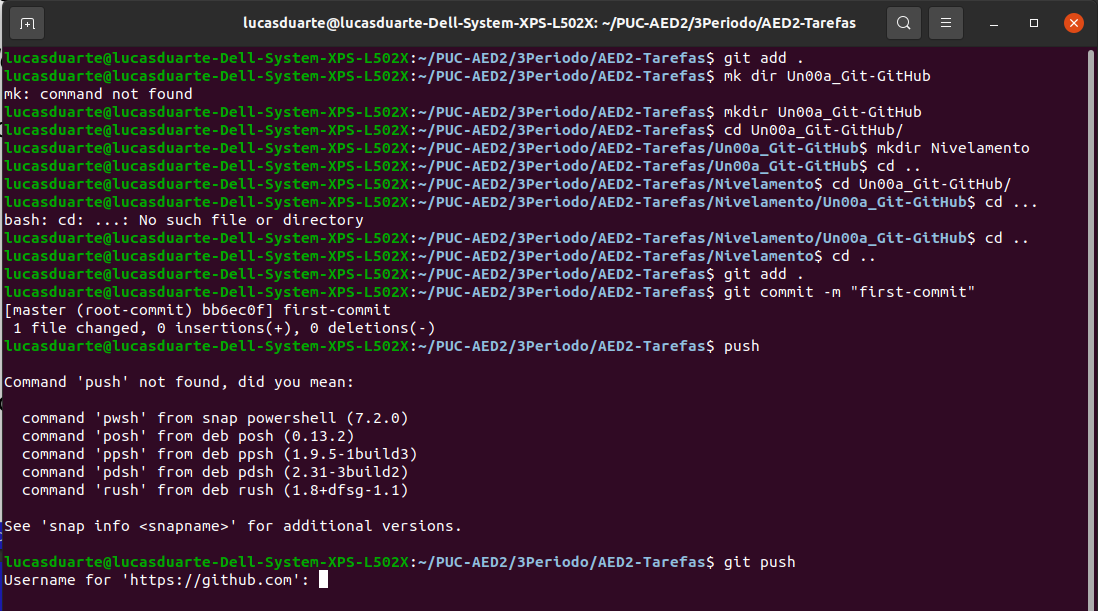 lucasduarte@lucasduarte-Dell-System-XPS-L502X: ~/PUC-AED2/3Periodo/AED2-Tarefas
lucasduarte@lucasduarte-Dell-System-XPS-L502X:~/PUC-AED2/3Periodo/AED2-Tarefas$ git add .
lucasduarte@lucasduarte-Dell-System-XPS-L502X:~/PUC-AED2/3Periodo/AED2-Tarefas$ mk dir Un00a_Git-GitHub
mk: command not found
lucasduarte@lucasduarte-Dell-System-XPS-L502X:~/PUC-AED2/3Periodo/AED2-Tarefas$ mkdir Un00a_Git-GitHub
lucasduarte@lucasduarte-Dell-System-XPS-L502X:~/PUC-AED2/3Periodo/AED2-Tarefas$ cd Un00a_Git-GitHub/
lucasduarte@lucasduarte-Dell-System-XPS-L502X:~/PUC-AED2/3Periodo/AED2-Tarefas/Un00a_Git-GitHub$ mkdir Nivelamento
lucasduarte@lucasduarte-Dell-System-XPS-L502X:~/PUC-AED2/3Periodo/AED2-Tarefas/Un00a_Git-GitHub$ cd ..
lucasduarte@lucasduarte-Dell-System-XPS-L502X:~/PUC-AED2/3Periodo/AED2-Tarefas/Nivelamento$ cd Un00a_Git-GitHub/
lucasduarte@lucasduarte-Dell-System-XPS-L502X:~/PUC-AED2/3Periodo/AED2-Tarefas/Nivelamento/Un00a_Git-GitHub$ cd ...
bash: cd: ...: No such file or directory
lucasduarte@lucasduarte-Dell-System-XPS-L502X:~/PUC-AED2/3Periodo/AED2-Tarefas/Nivelamento/Un00a_Git-GitHub$ cd ..
lucasduarte@lucasduarte-Dell-System-XPS-L502X:~/PUC-AED2/3Periodo/AED2-Tarefas/Nivelamento$ cd ..
lucasduarte@lucasduarte-Dell-System-XPS-L502X:~/PUC-AED2/3Periodo/AED2-Tarefas$ git add .
lucasduarte@lucasduarte-Dell-System-XPS-L502X:~/PUC-AED2/3Periodo/AED2-Tarefas$ git commit -m "first-commit"
[master (root-commit) bb6ec0f] first-commit
 1 file changed, 0 insertions(+), 0 deletions(-)
lucasduarte@lucasduarte-Dell-System-XPS-L502X:~/PUC-AED2/3Periodo/AED2-Tarefas$ push
Command 'push' not found, did you mean:
  command 'pwsh' from snap powershell (7.2.0)
  command 'posh' from deb posh (0.13.2)
  command 'ppsh' from deb ppsh (1.9.5-1build3)
  command 'pdsh' from deb pdsh (2.31-3build2)
  command 'rush' from deb rush (1.8+dfsg-1.1)
See 'snap info <snapname>' for additional versions.
lucasduarte@lucasduarte-Dell-System-XPS-L502X:~/PUC-AED2/3Periodo/AED2-Tarefas$ git push
Username for 'https://github.com':